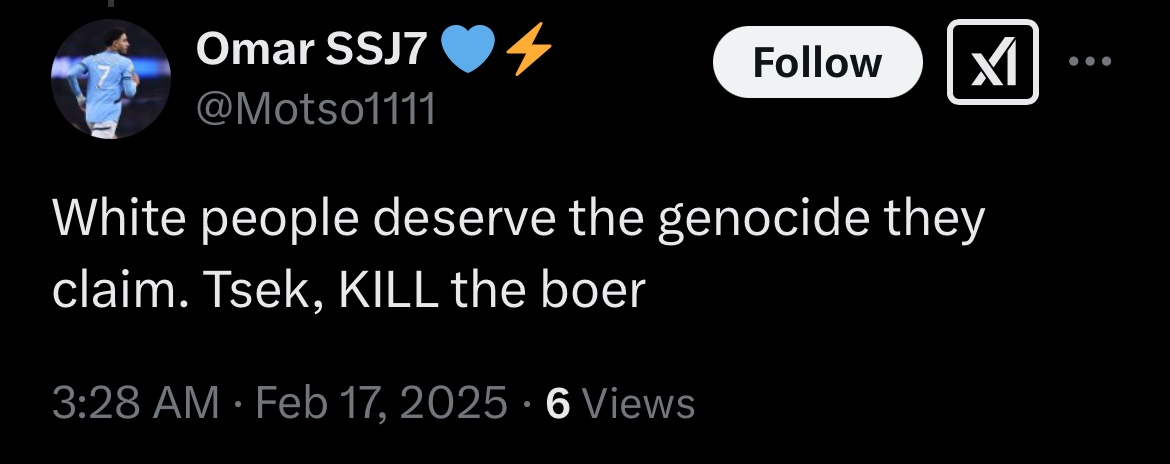 Omar SSJ7 🩵⚡
@Motso1111
Follow
White people deserve the genocide they
claim. Tsek, KILL the boer
3:28 AM · Feb 17, 2025 · 6 Views
7